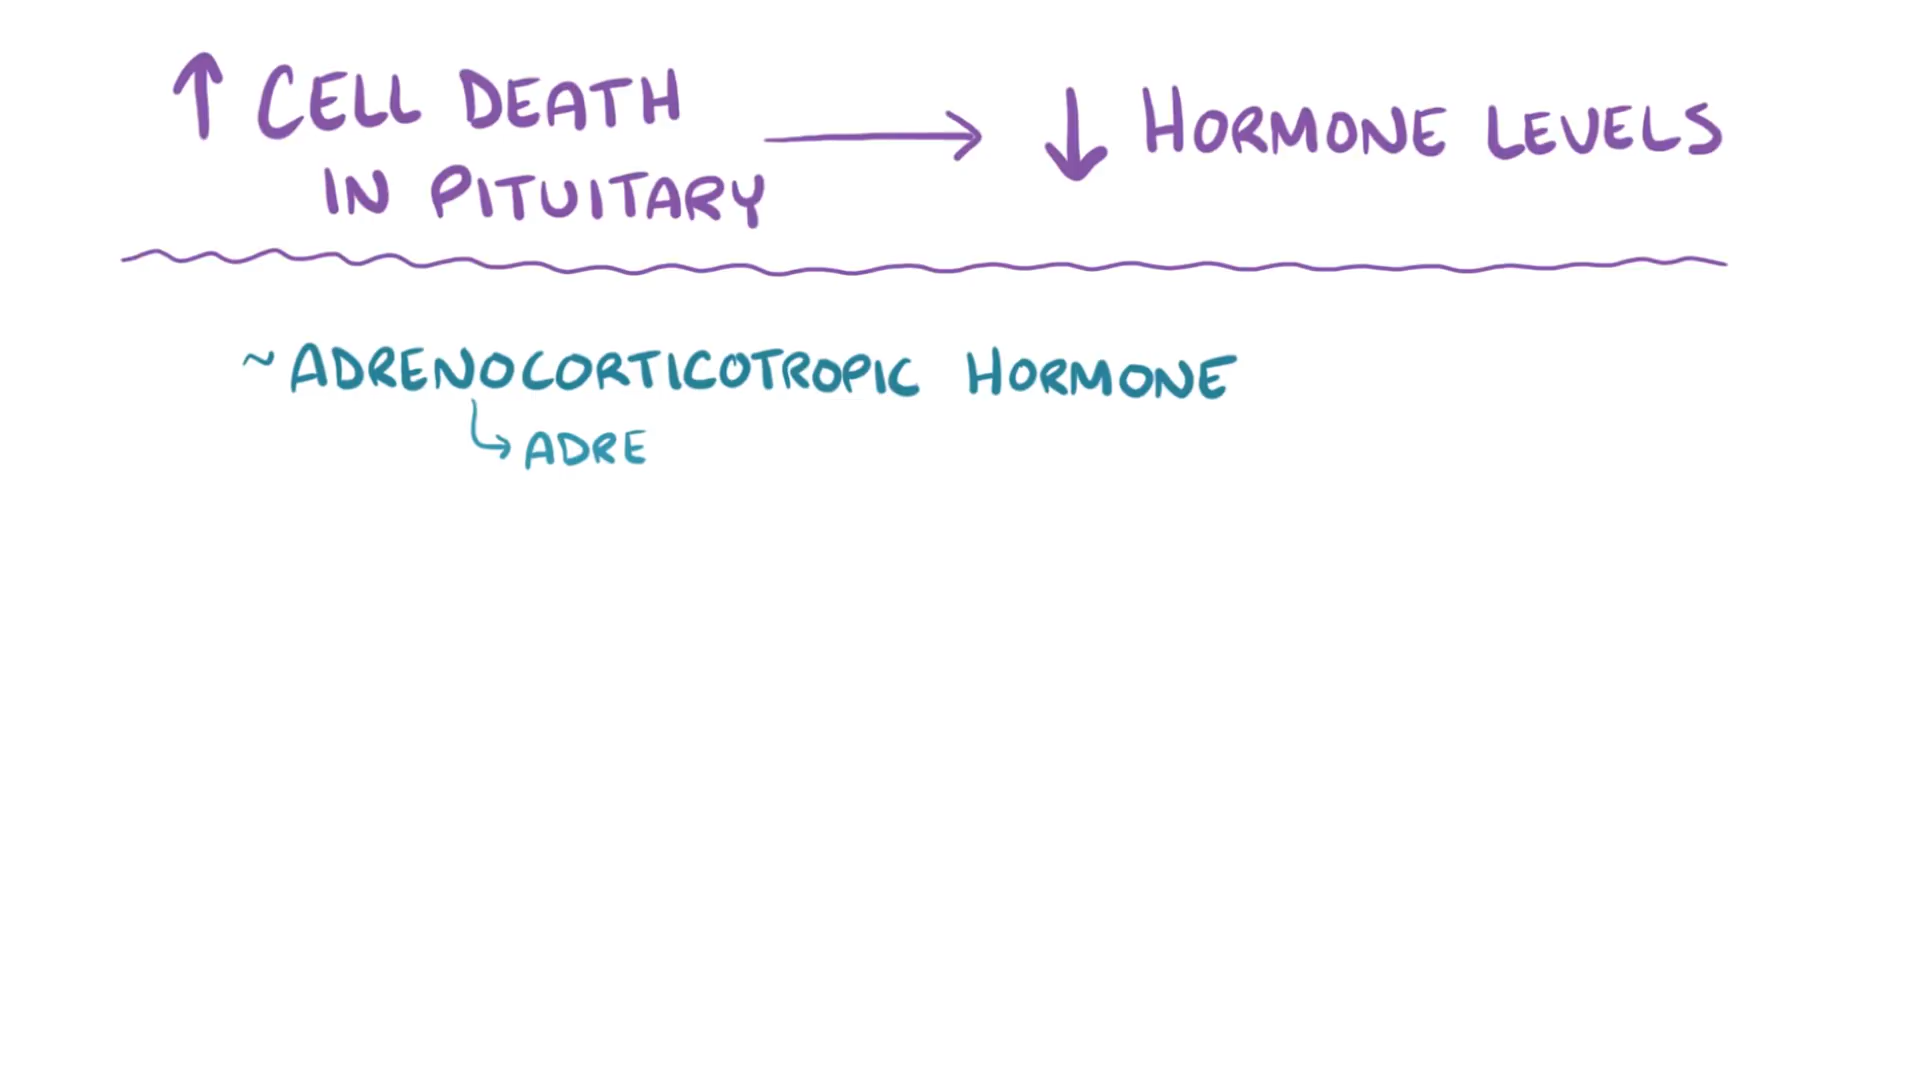 ↑ CELL DEATH
IN PITUITARY → ↓ HORMONE LEVELS
~ ADRENOCORTICOTROPIC HORMONE
↳ ADRE